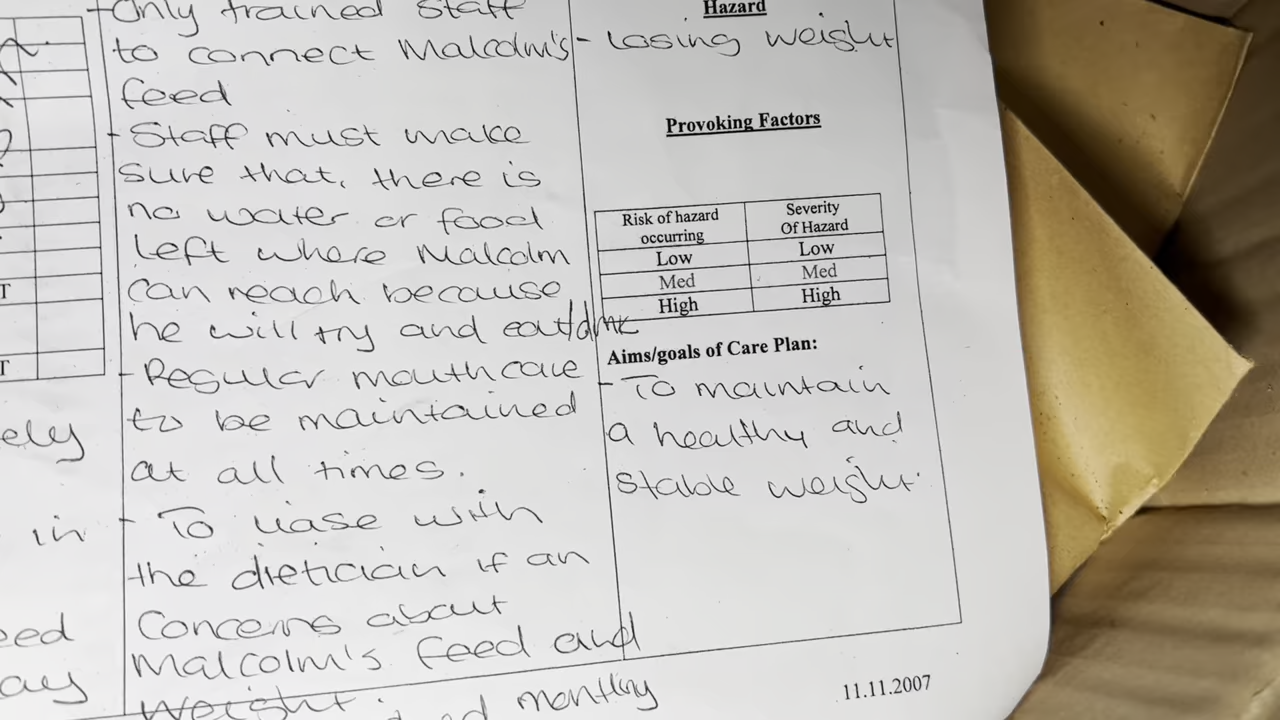 T
T
ely
in
eed
ay
- Only trained staff
to connect Malcolm's
feed
- Staff must make
sure that, there is
no water or food
left where Malcolm
can reach because
he will try and eat/drink
- Regular mouthcare
to be maintained
at all times.
- To liase with
the dietician if an
concerns about
Malcolm's feed and
weight.
monthly
Hazard
- Losing weight
Provoking Factors
Risk of hazard occurring Severity Of Hazard
Low Low
Med Med
High High
Aims/goals of Care Plan:
- To maintain
a healthy and
stable weight.
11.11.2007